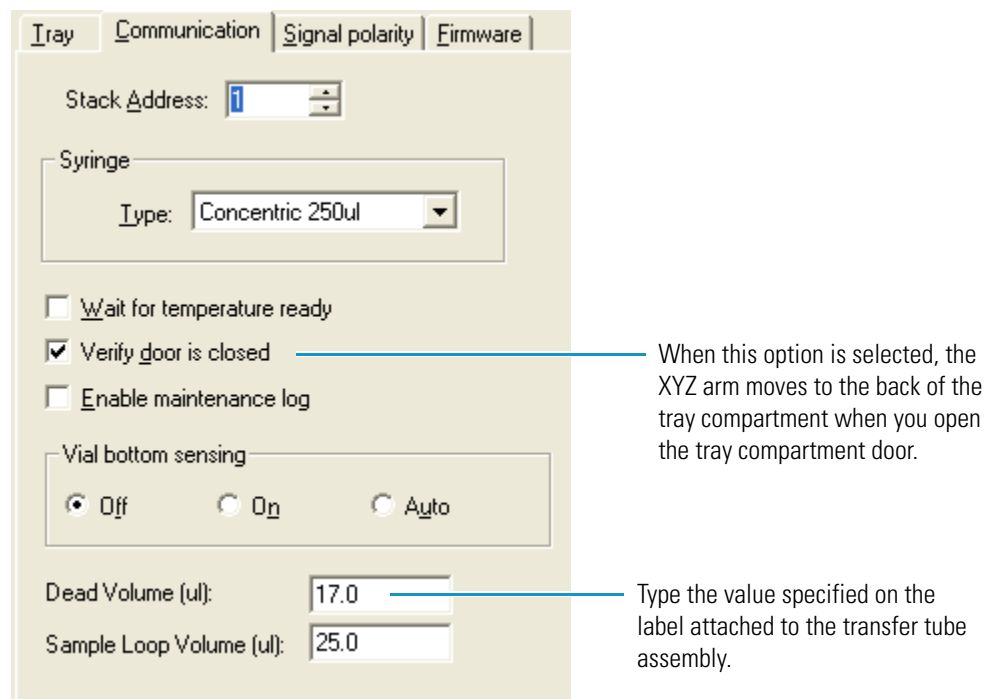 Tray Communication Signal polarity Firmware
Stack Address: 1
Syringe
Type: Concentric 250ul
Wait for temperature ready
Verify door is closed
Enable maintenance log
When this option is selected, the
XYZ arm moves to the back of the
tray compartment when you open
the tray compartment door.
Vial bottom sensing
Off On Auto
Dead Volume (ul): 17.0
Sample Loop Volume (ul): 25.0
Type the value specified on the
label attached to the transfer tube
assembly.